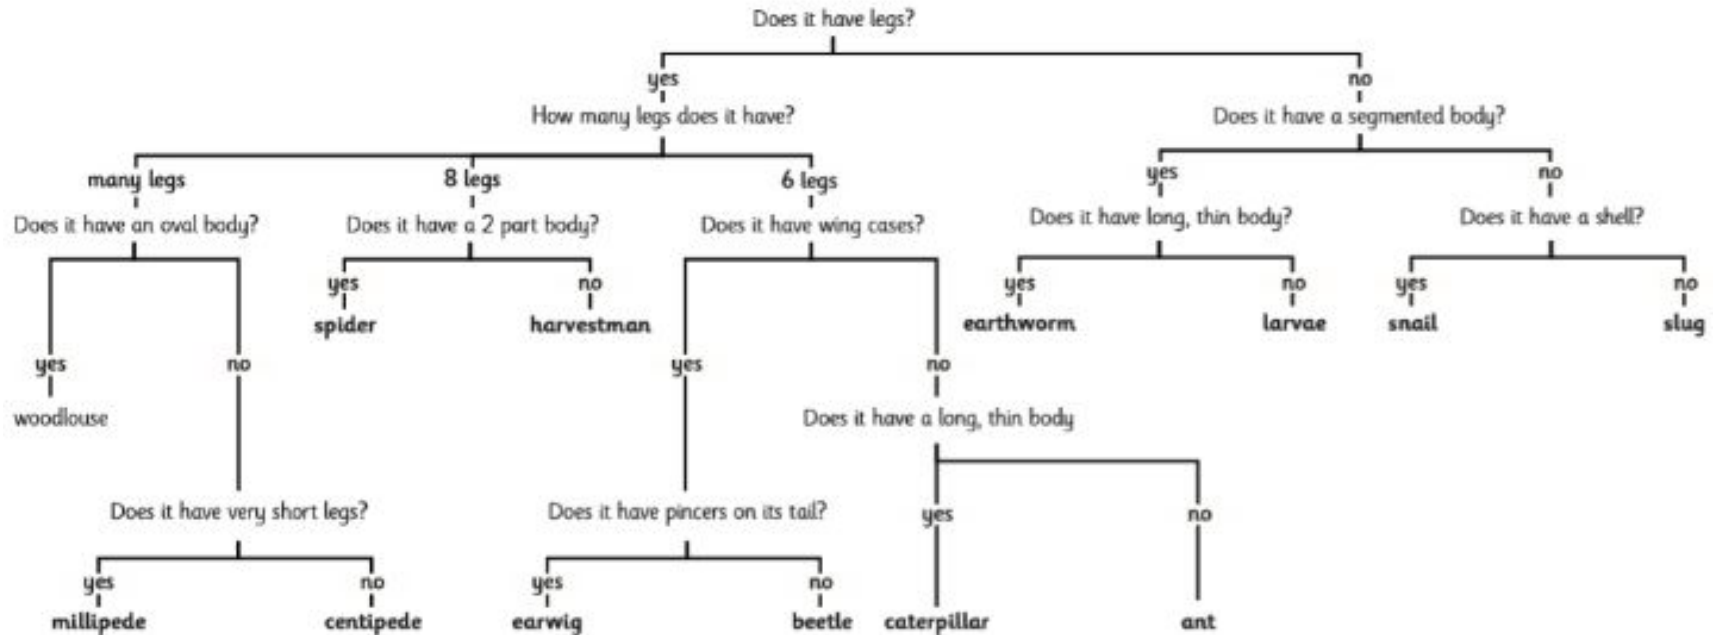 Does it have legs?
yes
no
How many legs does it have?
Does it have a segmented body?
many legs
8 legs
6 legs
yes
no
Does it have an oval body?
Does it have a 2 part body?
Does it have wing cases?
Does it have long, thin body?
Does it have a shell?
yes
no
yes
no
yes
no
spider
harvestman
earthworm
larvae
snail
slug
yes
no
yes
no
woodlouse
Does it have a long, thin body
Does it have very short legs?
Does it have pincers on its tail?
yes
no
yes
no
yes
no
millipede
centipede
earwig
beetle
caterpillar
ant